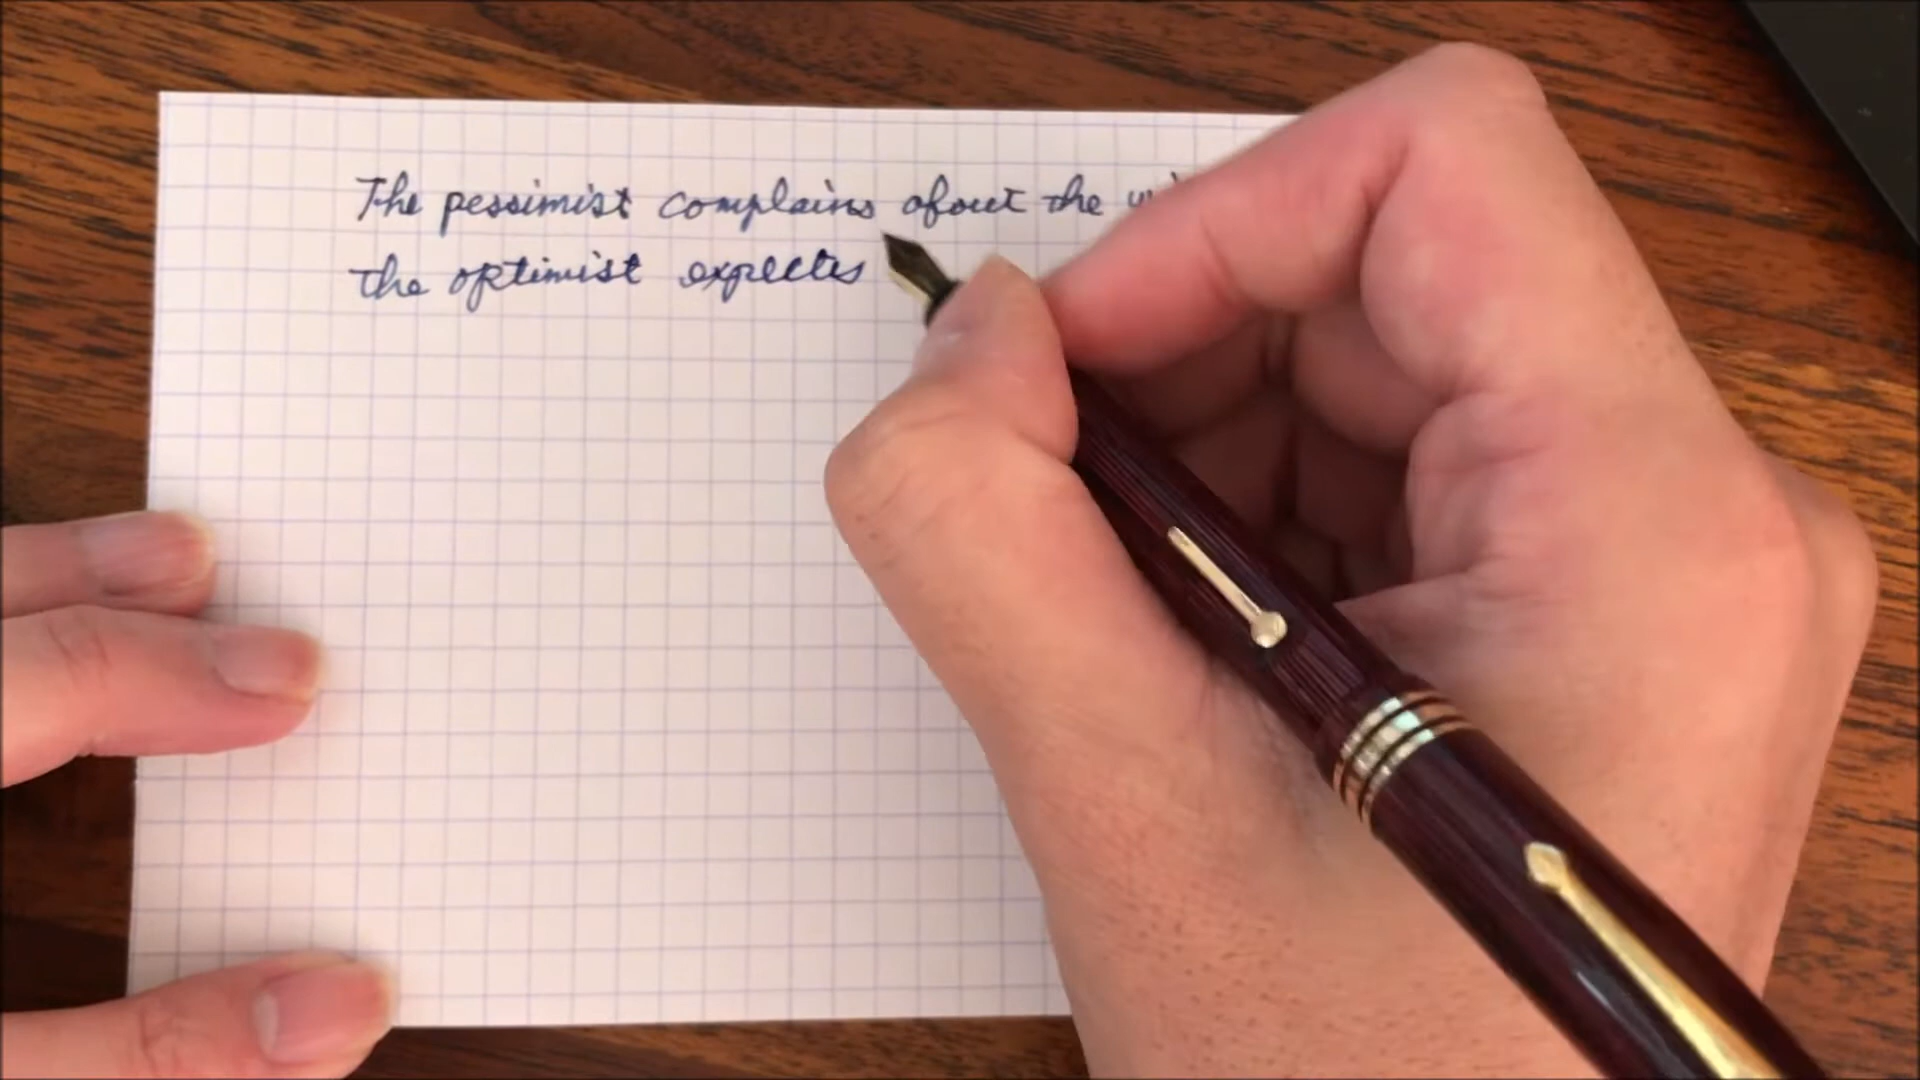 The pessimist complains about the
the optimist expects